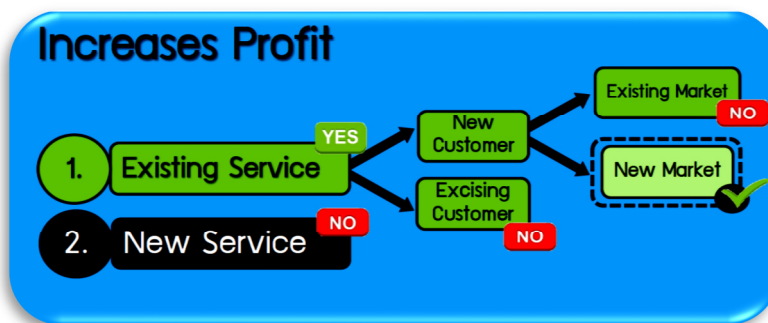 Increases Profit
1. Existing Service
YES
New
Customer
Existing Market
NO
New Market
Excising
Customer
NO
2. New Service
NO